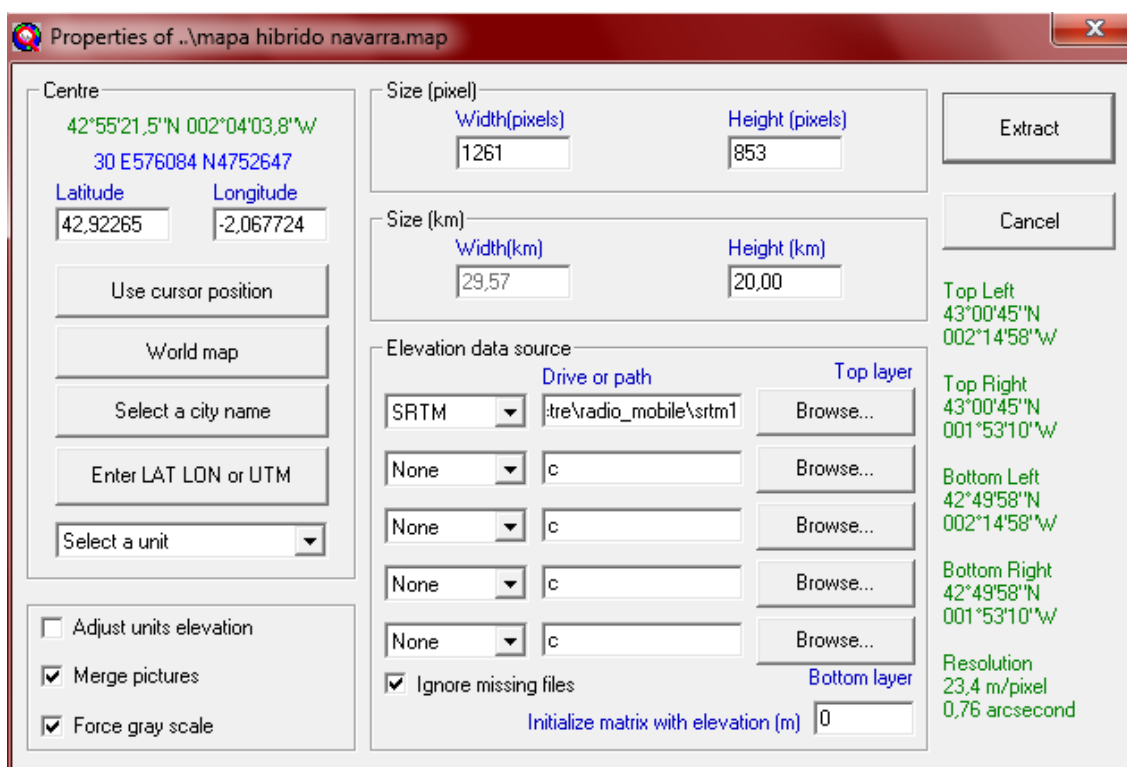 Properties of ..\mapa hibrido navarra.map
x
Centre
42°55'21,5''N 002°04'03,8''W
30 E576084 N4752647
Latitude Longitude
42,92265 -2,067724
Use cursor position
World map
Select a city name
Enter LAT LON or UTM
Select a unit
Adjust units elevation
Merge pictures
Force gray scale
Size (pixel)
Width(pixels) Height (pixels)
1261 853
Size (km)
Width(km) Height (km)
29,57 20,00
Elevation data source
Drive or path Top layer
SRTM :tre\radio_mobile\srtm1 Browse...
None c Browse...
None c Browse...
None c Browse...
None c Browse...
Ignore missing files Bottom layer
Initialize matrix with elevation (m) 0
Extract
Cancel
Top Left
43°00'45''N
002°14'58''W
Top Right
43°00'45''N
001°53'10''W
Bottom Left
42°49'58''N
002°14'58''W
Bottom Right
42°49'58''N
001°53'10''W
Resolution
23,4 m/pixel
0,76 arcsecond